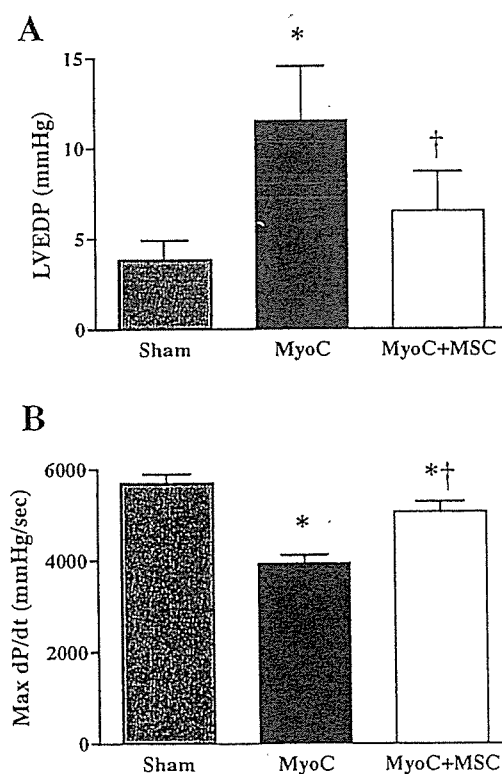 A
*
15
†
10
LVEDP (mmHg)
5
0
Sham
MyoC
MyoC+MSC
B
6000
*†
*
4000
Max dP/dt (mmHg/sec)
2000
0
Sham
MyoC
MyoC+MSC